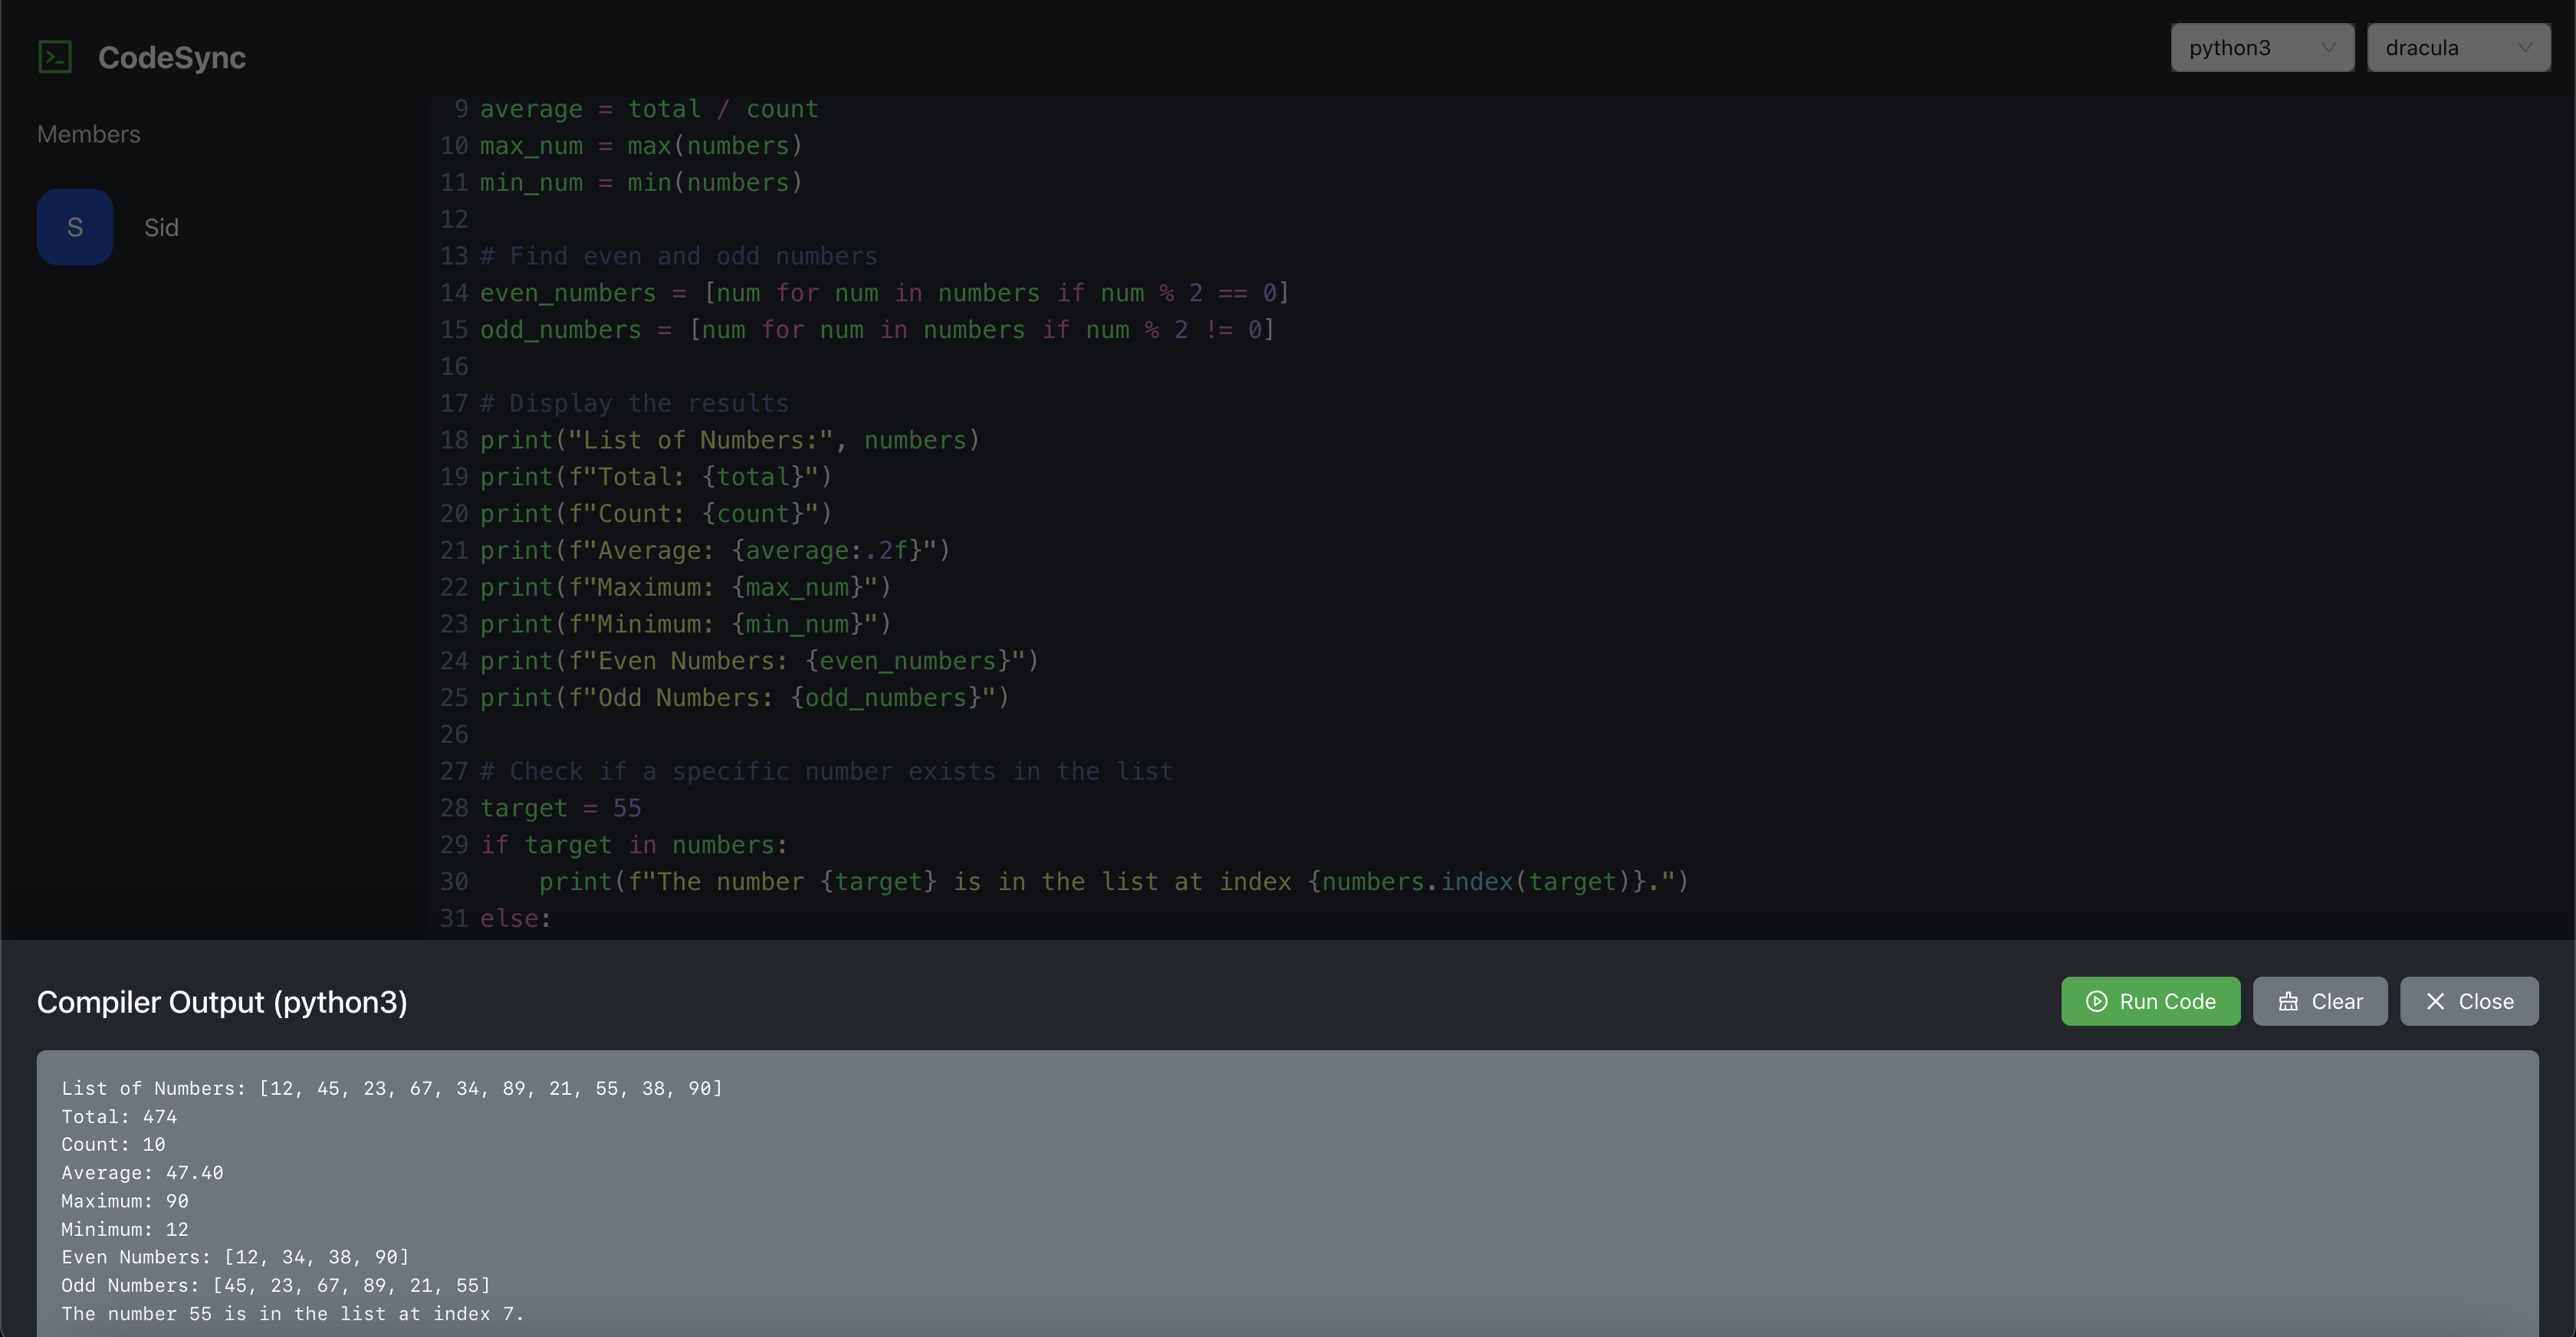 CodeSync
python3
dracula
Members
S
Sid
9 average = total / count
10 max_num = max(numbers)
11 min_num = min(numbers)
12
13 # Find even and odd numbers
14 even_numbers = [num for num in numbers if num % 2 == 0]
15 odd_numbers = [num for num in numbers if num % 2 != 0]
16
17 # Display the results
18 print("List of Numbers:", numbers)
19 print(f"Total: {total}")
20 print(f"Count: {count}")
21 print(f"Average: {average:.2f}")
22 print(f"Maximum: {max_num}")
23 print(f"Minimum: {min_num}")
24 print(f"Even Numbers: {even_numbers}")
25 print(f"Odd Numbers: {odd_numbers}")
26
27 # Check if a specific number exists in the list
28 target = 55
29 if target in numbers:
30     print(f"The number {target} is in the list at index {numbers.index(target)}.")
31 else:
Compiler Output (python3)
Run Code
Clear
Close
List of Numbers: [12, 45, 23, 67, 34, 89, 21, 55, 38, 90]
Total: 474
Count: 10
Average: 47.40
Maximum: 90
Minimum: 12
Even Numbers: [12, 34, 38, 90]
Odd Numbers: [45, 23, 67, 89, 21, 55]
The number 55 is in the list at index 7.